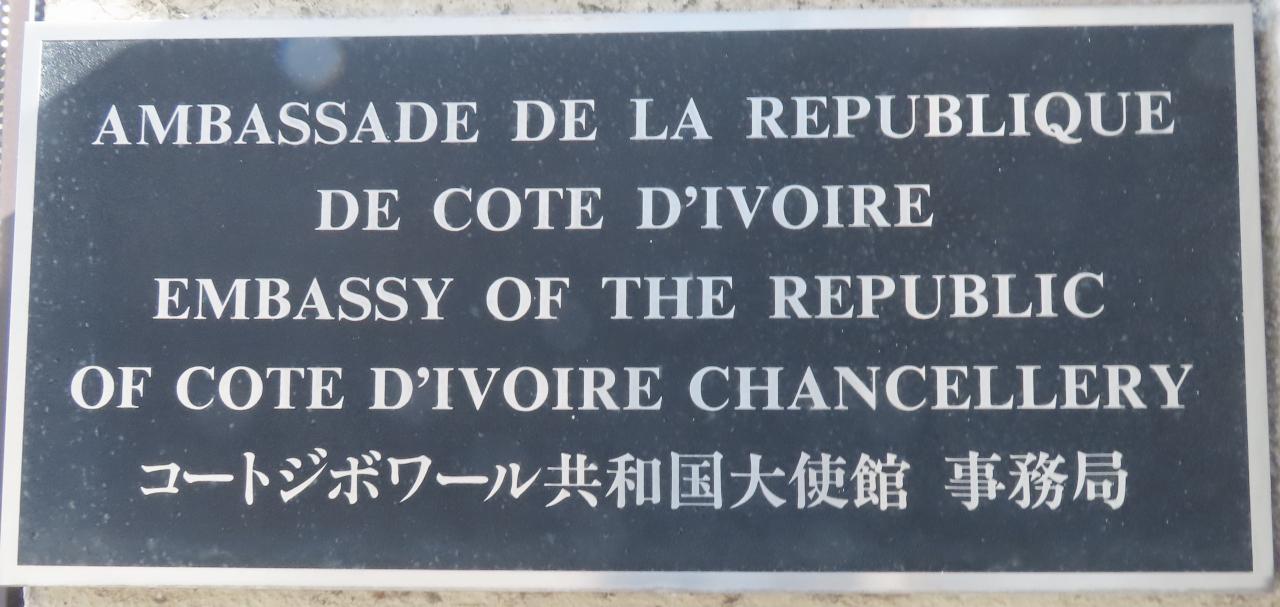 AMBASSADE DE LA REPUBLIQUE
DE COTE D'IVOIRE
EMBASSY OF THE REPUBLIC
OF COTE D'IVOIRE CHANCELLERY
コートジボワール共和国大使館 事務局